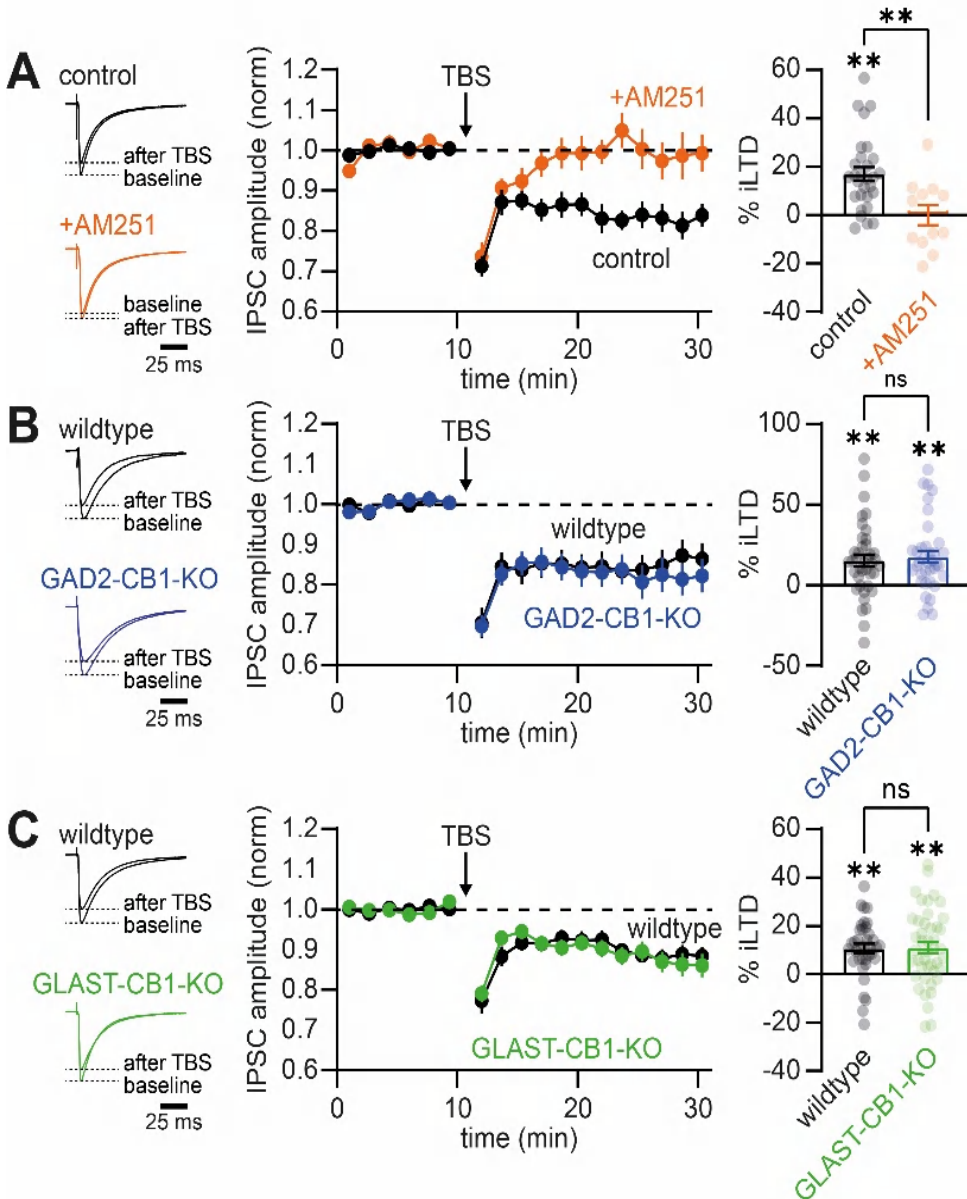 A
control
after TBS
baseline
+AM251
baseline
after TBS
25 ms
IPSC amplitude (norm)
1.2
1.1
1.0
0.9
0.8
0.7
0.6
TBS
+AM251
control
0
10
20
30
time (min)
% iLTD
60
40
20
0
-20
-40
**
**
control
+AM251
B
wildtype
after TBS
baseline
GAD2-CB1-KO
after TBS
baseline
25 ms
IPSC amplitude (norm)
1.2
1.1
1.0
0.9
0.8
0.7
0.6
TBS
wildtype
GAD2-CB1-KO
0
10
20
30
time (min)
% iLTD
100
50
0
-50
ns
**
**
wildtype
GAD2-CB1-KO
C
wildtype
after TBS
baseline
GLAST-CB1-KO
after TBS
baseline
25 ms
IPSC amplitude (norm)
1.2
1.1
1.0
0.9
0.8
0.7
0.6
TBS
wildtype
GLAST-CB1-KO
0
10
20
30
time (min)
% iLTD
60
40
20
0
-20
-40
ns
**
**
wildtype
GLAST-CB1-KO